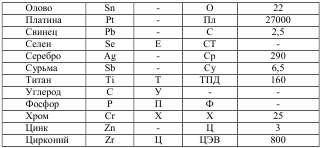 Олово Sn - О 22
Платина Pt - Пл 27000
Свинец Pb - С 2,5
Селен Se Е СТ -
Серебро Ag - Ср 290
Сурьма Sb - Су 6,5
Титан Ti Т ТПД 160
Углерод C У - -
Фосфор P П Ф -
Хром Cr Х Х 25
Цинк Zn - Ц 3
Цирконий Zr Ц ЦЭВ 800